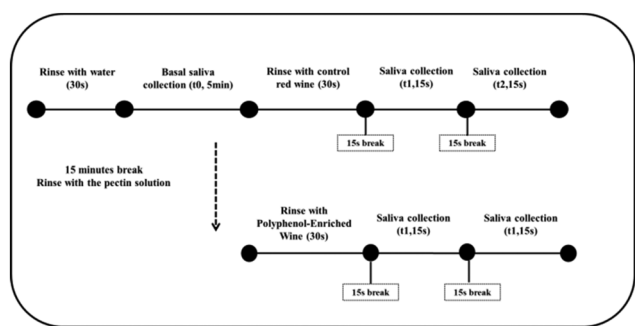 Rinse with water
(30s)
Basal saliva
collection (t0, 5min)
Rinse with control
red wine (30s)
Saliva collection
(t1,15s)
Saliva collection
(t2,15s)
15s break
15s break
15 minutes break
Rinse with the pectin solution
Rinse with
Polyphenol-Enriched
Wine (30s)
Saliva collection
(t1,15s)
Saliva collection
(t1,15s)
15s break
15s break